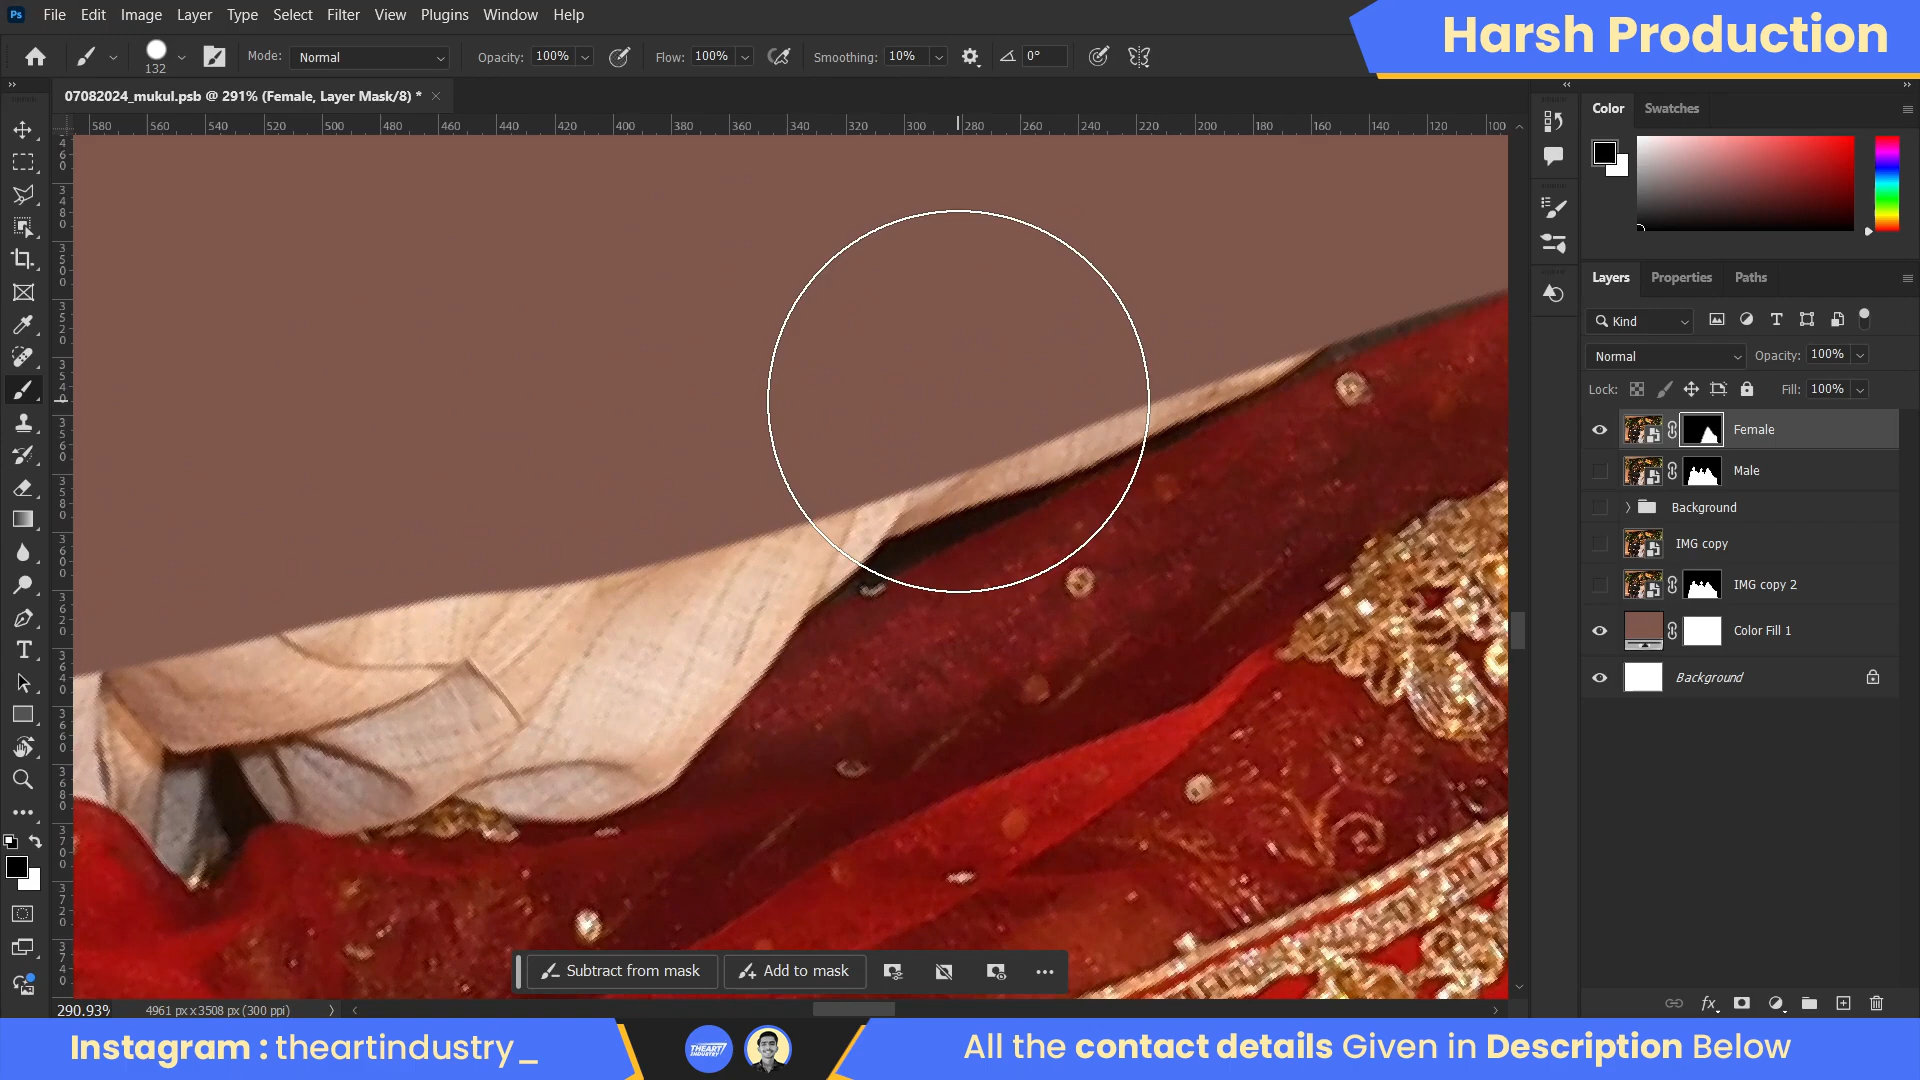 Ps File Edit Image Layer Type Select Filter View Plugins Window Help
Harsh Production
132 Mode: Normal Opacity: 100% Flow: 100% Smoothing: 10% 0°
07082024_mukul.psb @ 291% (Female, Layer Mask/8) *
580 560 540 520 500 480 460 440 420 400 380 360 340 320 300 280 260 240 220 200 180 160 140 120 100
Color Swatches
Layers Properties Paths
Kind
Normal Opacity: 100%
Lock: Fill: 100%
Female
Male
Background
IMG copy
IMG copy 2
Color Fill 1
Background
Subtract from mask Add to mask
290.93% 4961 px x 3508 px (300 ppi)
Instagram : theartindustry_
THEART INDUSTRY
All the contact details Given in Description Below